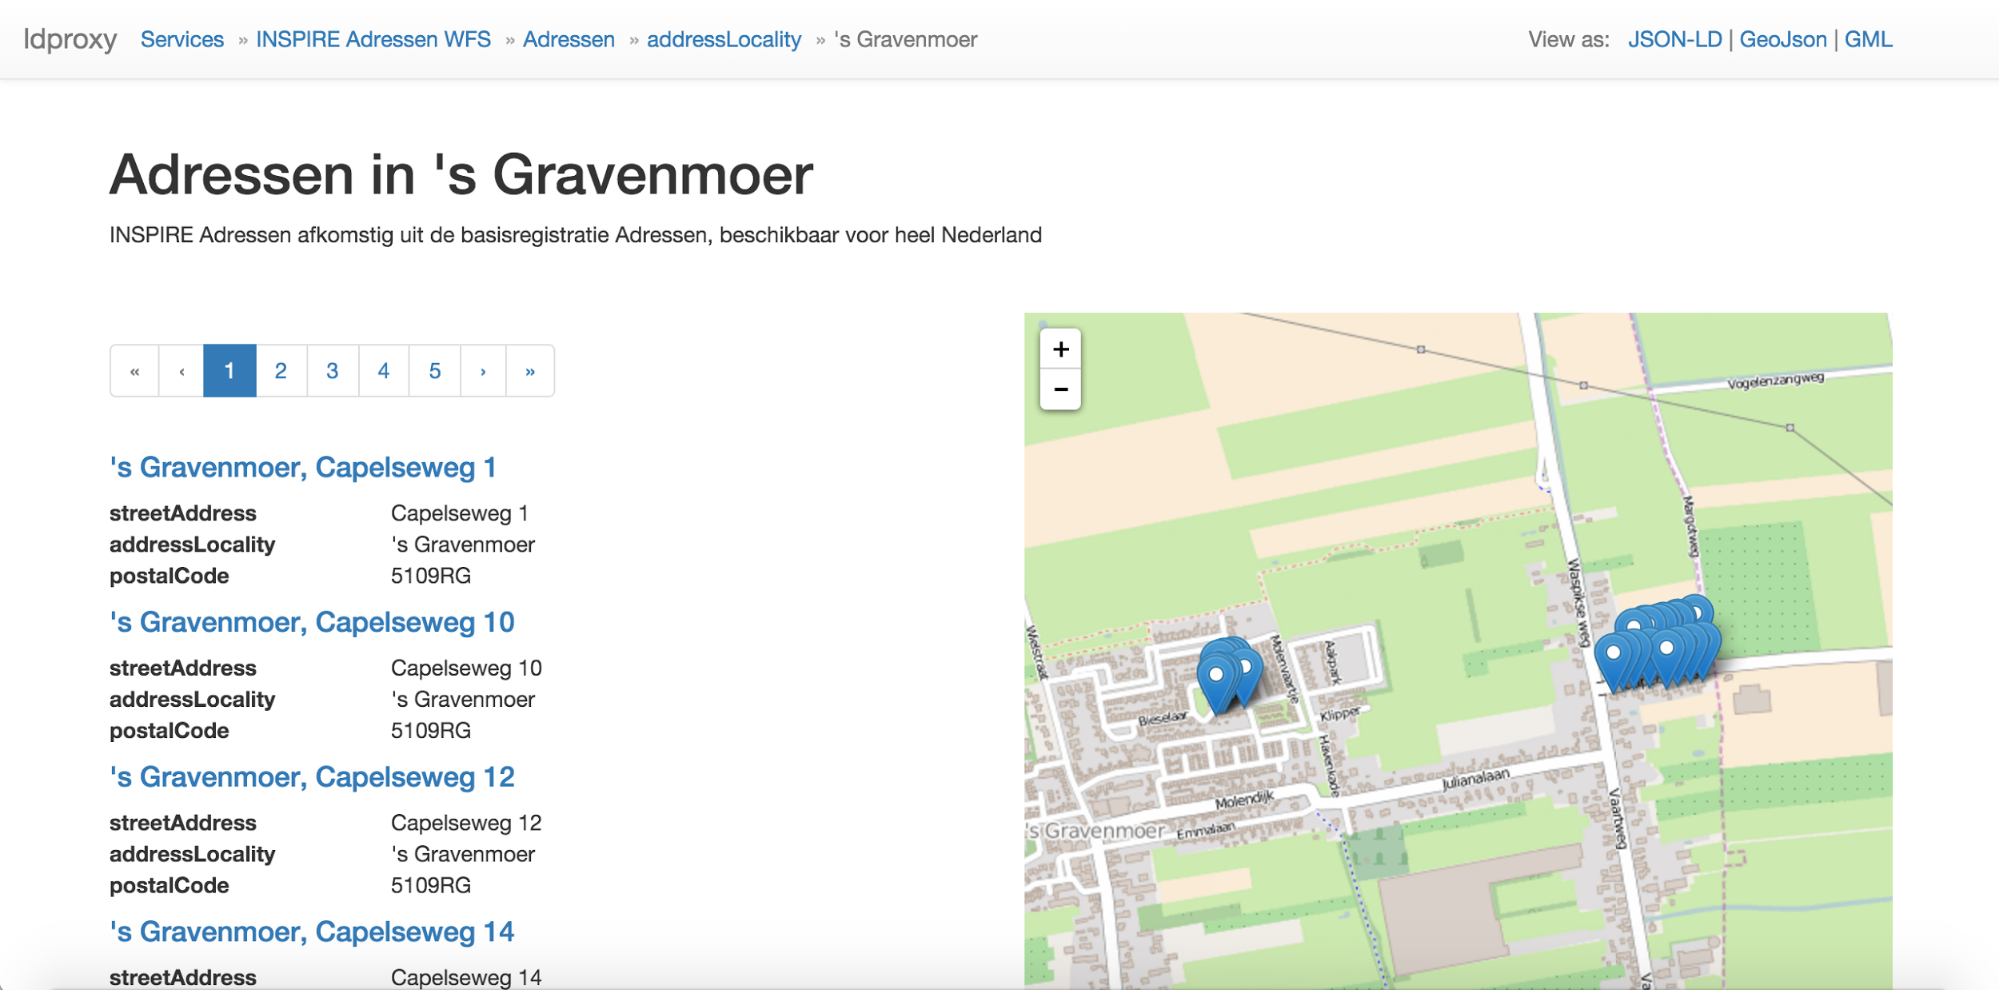 ldproxy Services » INSPIRE Adressen WFS » Adressen » addressLocality » 's Gravenmoer View as: JSON-LD | GeoJson | GML
Adressen in 's Gravenmoer
INSPIRE Adressen afkomstig uit de basisregistratie Adressen, beschikbaar voor heel Nederland
« ‹ 1 2 3 4 5 › »
's Gravenmoer, Capelseweg 1
streetAddress Capelseweg 1
addressLocality 's Gravenmoer
postalCode 5109RG
's Gravenmoer, Capelseweg 10
streetAddress Capelseweg 10
addressLocality 's Gravenmoer
postalCode 5109RG
's Gravenmoer, Capelseweg 12
streetAddress Capelseweg 12
addressLocality 's Gravenmoer
postalCode 5109RG
's Gravenmoer, Capelseweg 14
streetAddress Capelseweg 14
+
−
Vogelenzangweg
Margotweg
Waspikse weg
Wielstraat
Molenvaartje
Aakpark
Bieselaar
Klipper
Havenkade
Julianalaan
Molendijk
's Gravenmoer
Emmalaan
Vaartweg